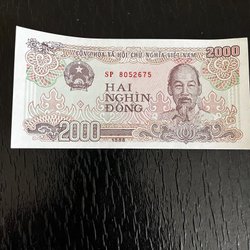 CỘNG HÒA XÃ HỘI CHỦ NGHĨA VIỆT NAM
2000
SP 8052675
HAI
NGHÌN
ĐỒNG
2000
1988